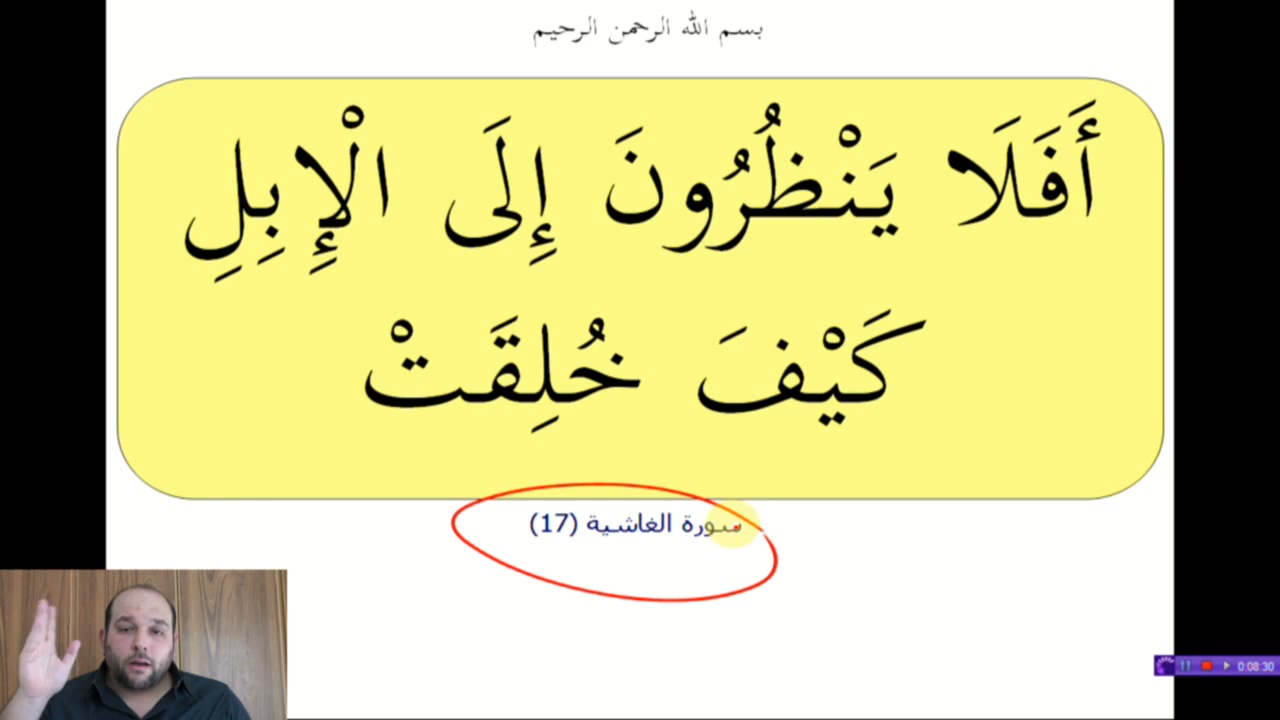 بسم الله الرحمن الرحيم
أَفَلَا يَنْظُرُونَ إِلَى الْإِبِلِ
كَيْفَ خُلِقَتْ
سورة الغاشية (17)
0:08:30